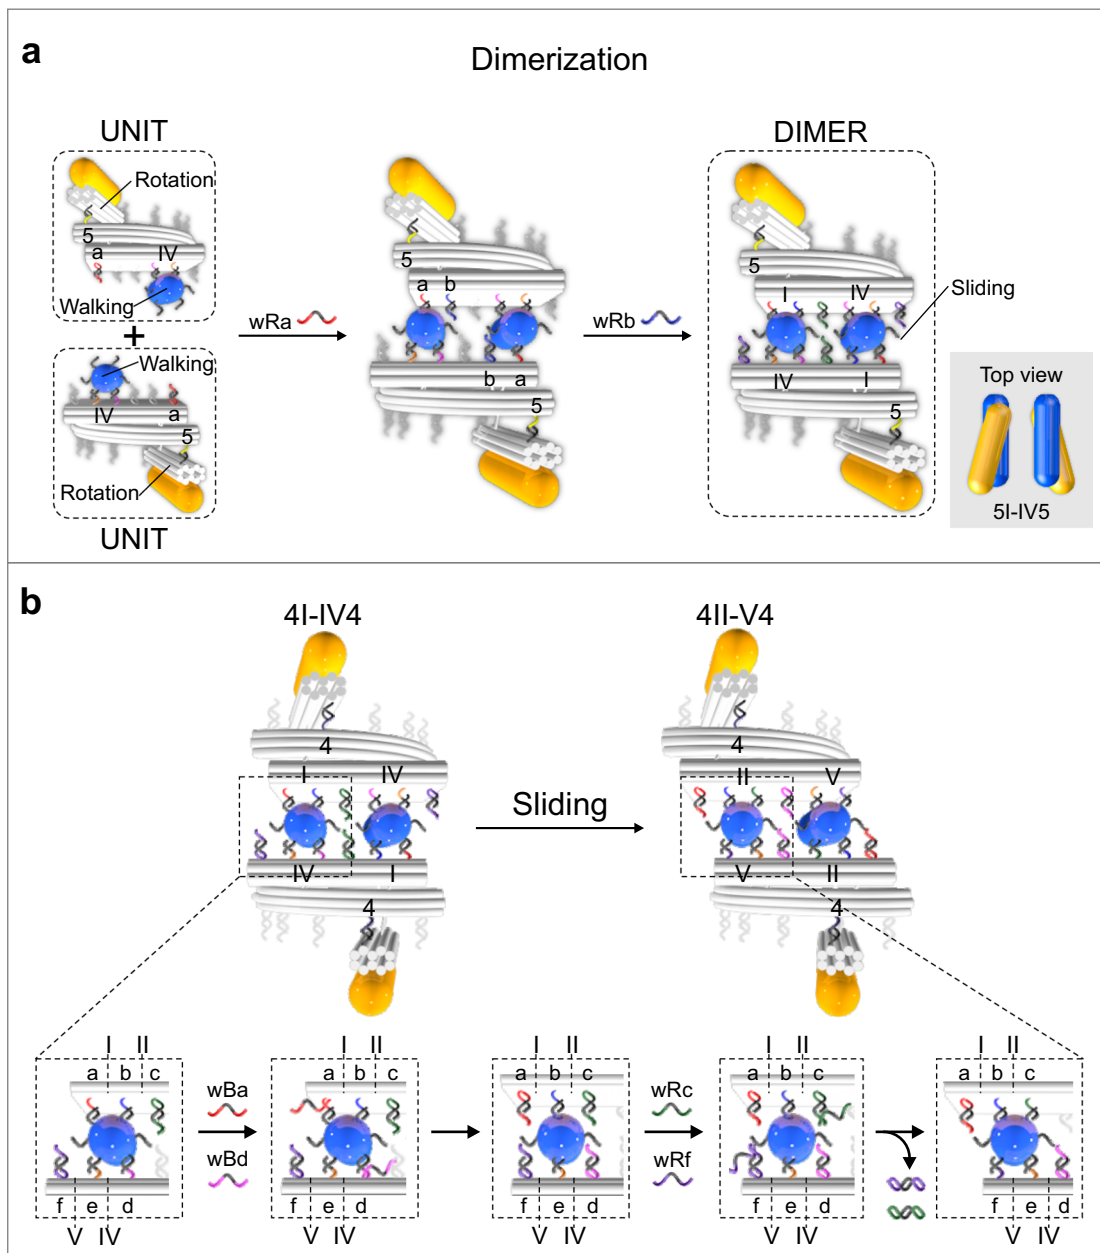 a
Dimerization
UNIT
Rotation
5
a
IV
Walking
+
Walking
IV
a
5
Rotation
UNIT
wRa
5
a
b
b
a
5
wRb
DIMER
5
I
IV
Sliding
IV
I
5
Top view
5I-IV5
b
4I-IV4
4II-V4
4
I
IV
IV
I
4
Sliding
4
II
V
V
II
4
I II
a b c
f e d
V IV
wBa
wBd
I II
a b c
f e d
V IV
I II
a b c
f e d
V IV
wRc
wRf
I II
a b c
f e d
V IV
I II
a b c
f e d
V IV